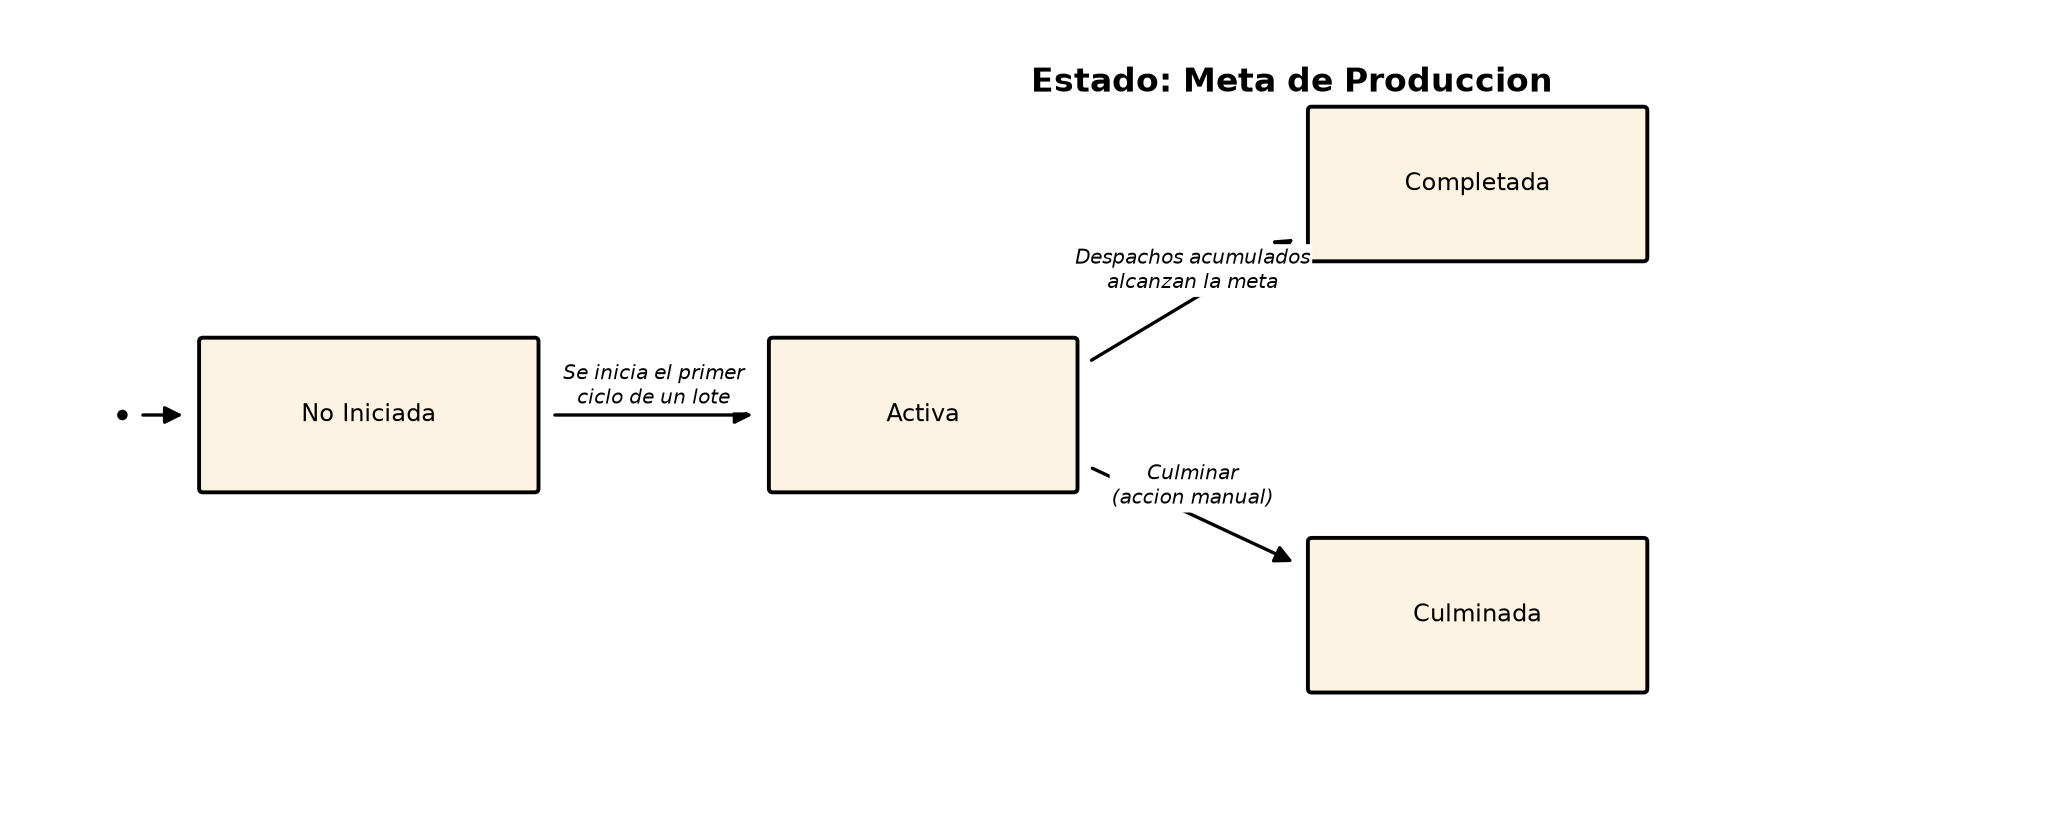 Estado: Meta de Produccion
Completada
Despachos acumulados
alcanzan la meta
Se inicia el primer
ciclo de un lote
No Iniciada
Activa
Culminar
(accion manual)
Culminada